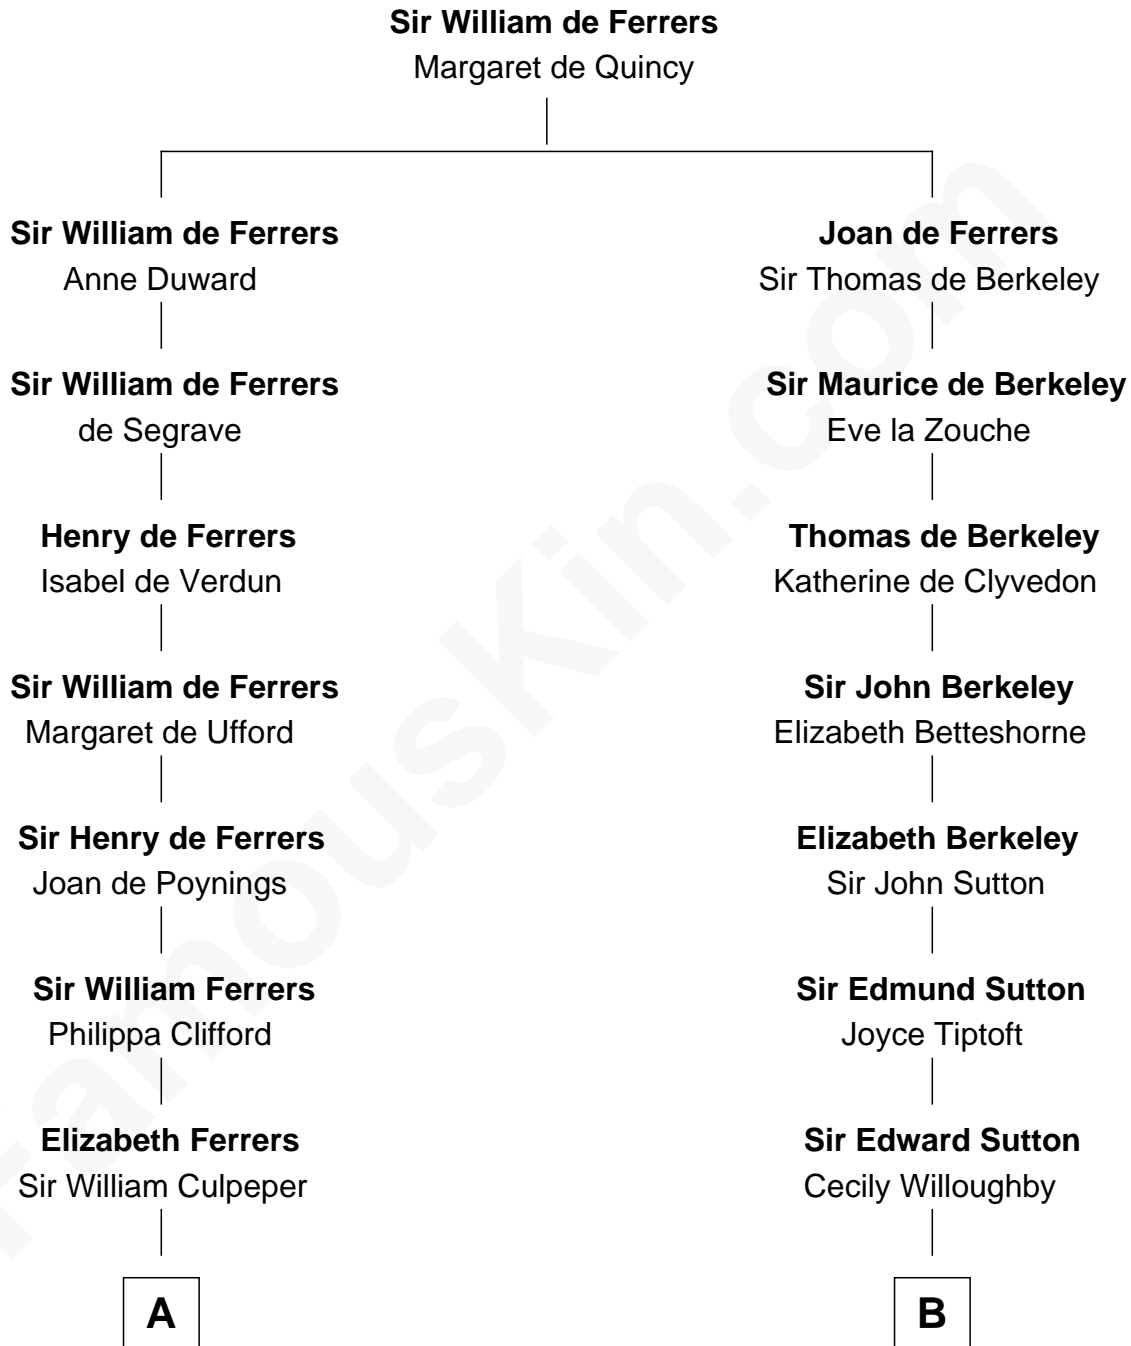 Sir William de Ferrers
Margaret de Quincy
Sir William de Ferrers
Anne Duward
Sir William de Ferrers
de Segrave
Henry de Ferrers
Isabel de Verdun
Sir William de Ferrers
Margaret de Ufford
Sir Henry de Ferrers
Joan de Poynings
Sir William Ferrers
Philippa Clifford
Elizabeth Ferrers
Sir William Culpeper
A
Joan de Ferrers
Sir Thomas de Berkeley
Sir Maurice de Berkeley
Eve la Zouche
Thomas de Berkeley
Katherine de Clyvedon
Sir John Berkeley
Elizabeth Betteshorne
Elizabeth Berkeley
Sir John Sutton
Sir Edmund Sutton
Joyce Tiptoft
Sir Edward Sutton
Cecily Willoughby
B
FamousKin.com